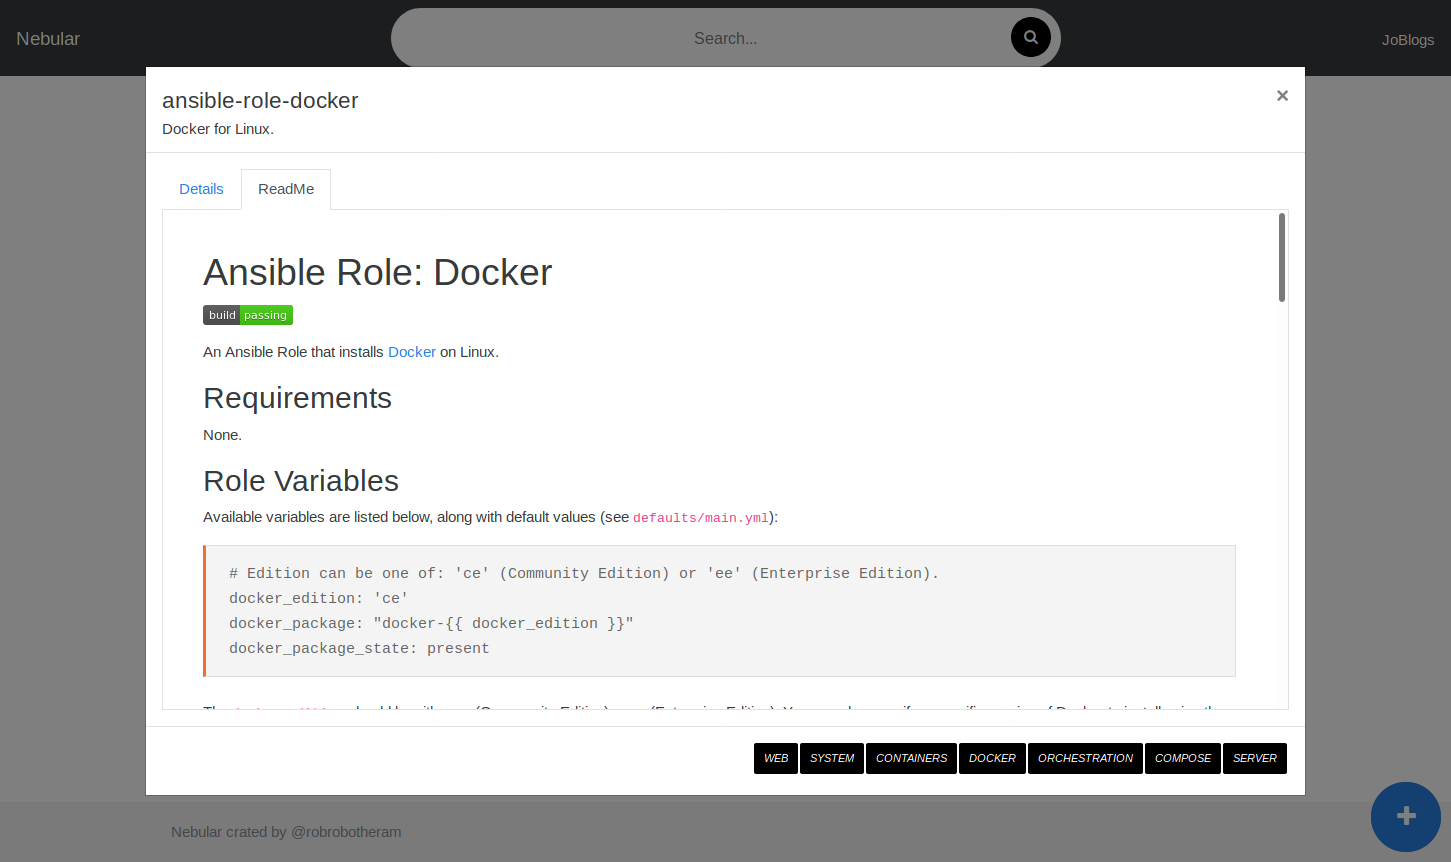 Nebular
Search...
JoBlogs
ansible-role-docker
×
Docker for Linux.
Details
ReadMe
Ansible Role: Docker
build passing
An Ansible Role that installs Docker on Linux.
Requirements
None.
Role Variables
Available variables are listed below, along with default values (see defaults/main.yml):
# Edition can be one of: 'ce' (Community Edition) or 'ee' (Enterprise Edition).
docker_edition: 'ce'
docker_package: "docker-{{ docker_edition }}"
docker_package_state: present
WEB
SYSTEM
CONTAINERS
DOCKER
ORCHESTRATION
COMPOSE
SERVER
Nebular crated by @robrobotheram